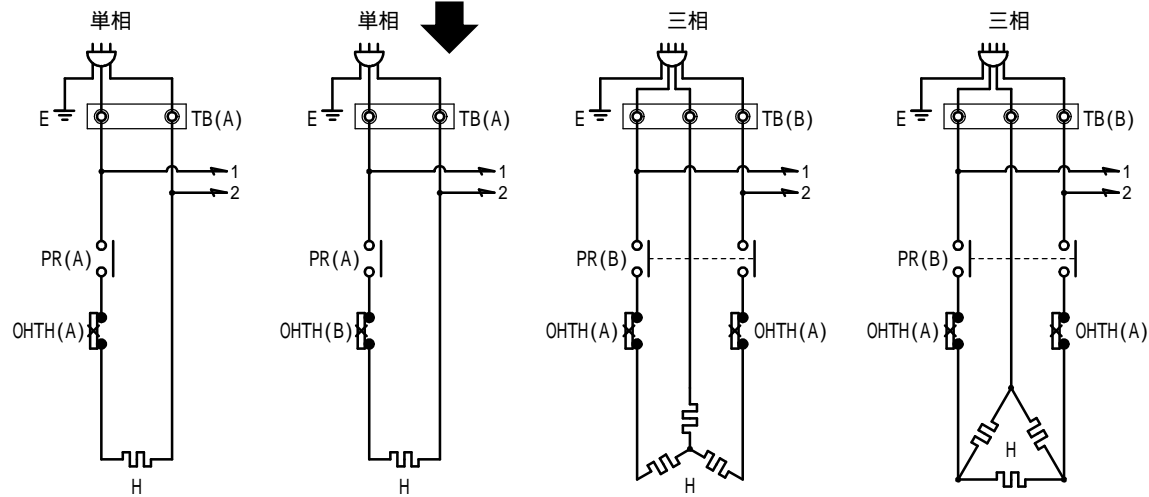 単相
単相
三相
三相
E
TB(A)
E
TB(A)
E
TB(B)
E
TB(B)
1
1
1
1
2
2
2
2
PR(A)
PR(A)
PR(B)
PR(B)
OHTH(A)
OHTH(B)
OHTH(A)
OHTH(A)
OHTH(A)
OHTH(A)
H
H
H
H